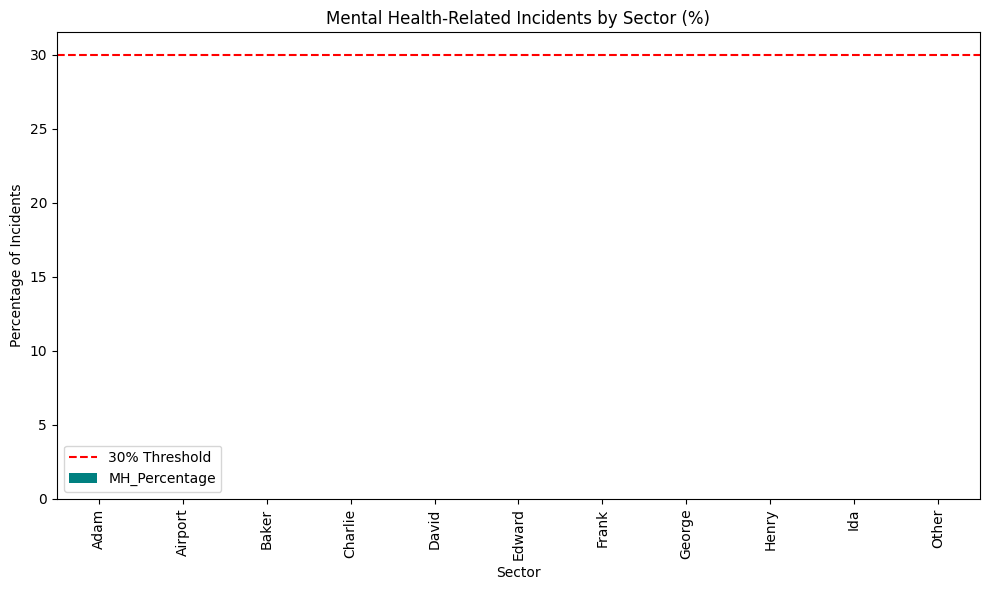 Mental Health-Related Incidents by Sector (%)
Percentage of Incidents
30
25
20
15
10
5
0
30% Threshold
MH_Percentage
Adam
Airport
Baker
Charlie
David
Edward
Frank
George
Henry
Ida
Other
Sector